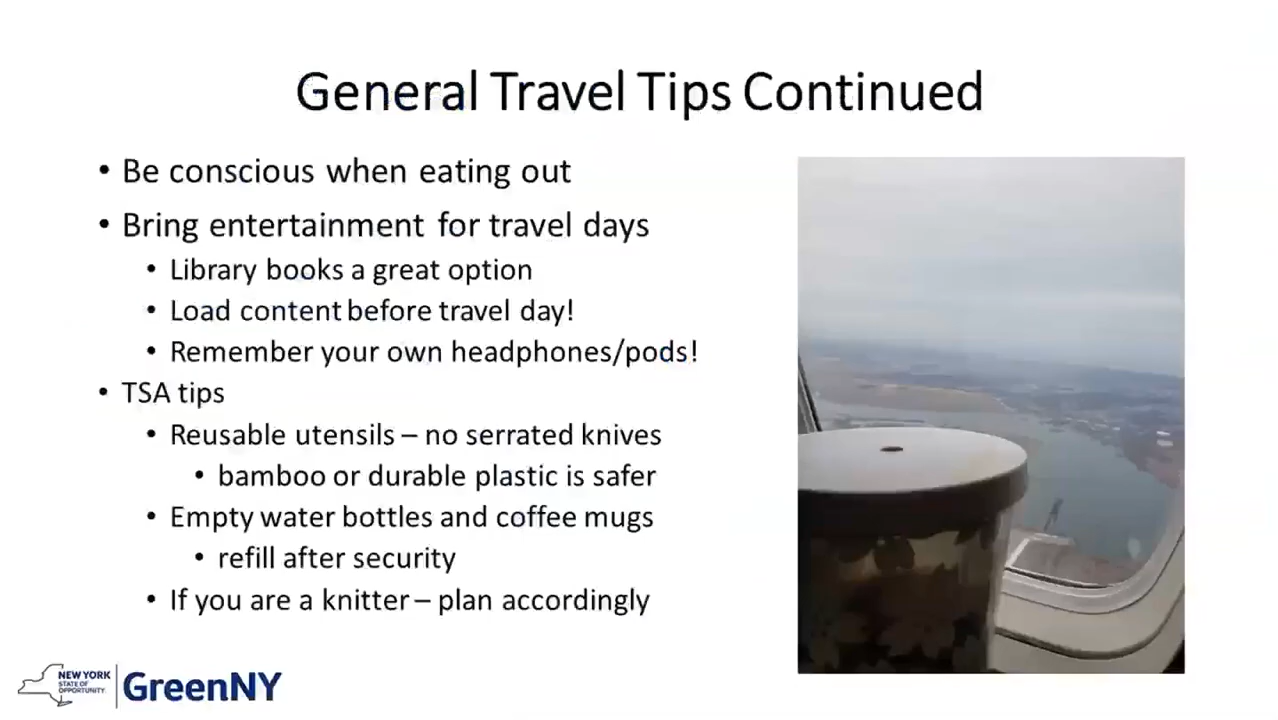 General Travel Tips Continued
• Be conscious when eating out
• Bring entertainment for travel days
• Library books a great option
• Load content before travel day!
• Remember your own headphones/pods!
• TSA tips
• Reusable utensils – no serrated knives
• bamboo or durable plastic is safer
• Empty water bottles and coffee mugs
• refill after security
• If you are a knitter – plan accordingly
NEW YORK
STATE OF
OPPORTUNITY.
GreenNY